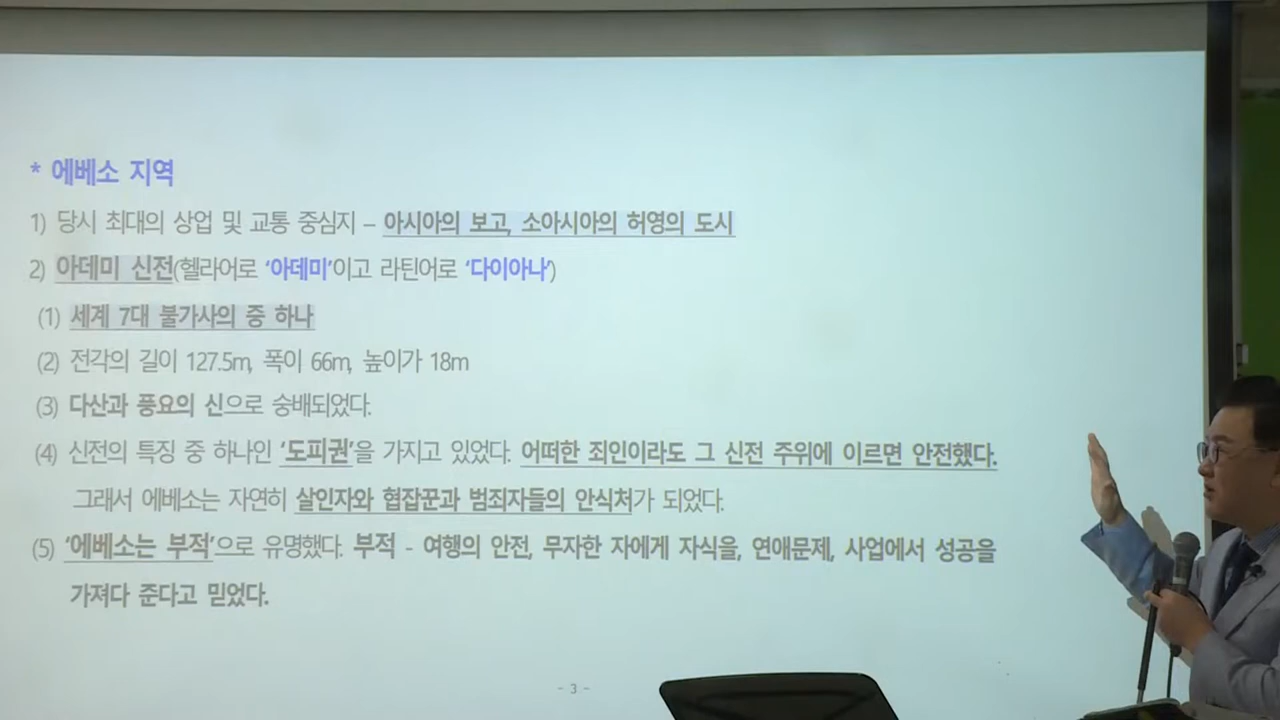 * 에베소 지역
1) 당시 최대의 상업 및 교통 중심지 – 아시아의 보고, 소아시아의 허영의 도시
2) 아데미 신전(헬라어로 ‘아데미’이고 라틴어로 ‘다이아나’)
(1) 세계 7대 불가사의 중 하나
(2) 전각의 길이 127.5m, 폭이 66m, 높이가 18m
(3) 다산과 풍요의 신으로 숭배되었다.
(4) 신전의 특징 중 하나인 ‘도피권’을 가지고 있었다. 어떠한 죄인이라도 그 신전 주위에 이르면 안전했다.
그래서 에베소는 자연히 살인자와 협잡꾼과 범죄자들의 안식처가 되었다.
(5) ‘에베소는 부적’으로 유명했다. 부적 - 여행의 안전, 무자한 자에게 자식을, 연애문제, 사업에서 성공을
가져다 준다고 믿었다.
- 3 -